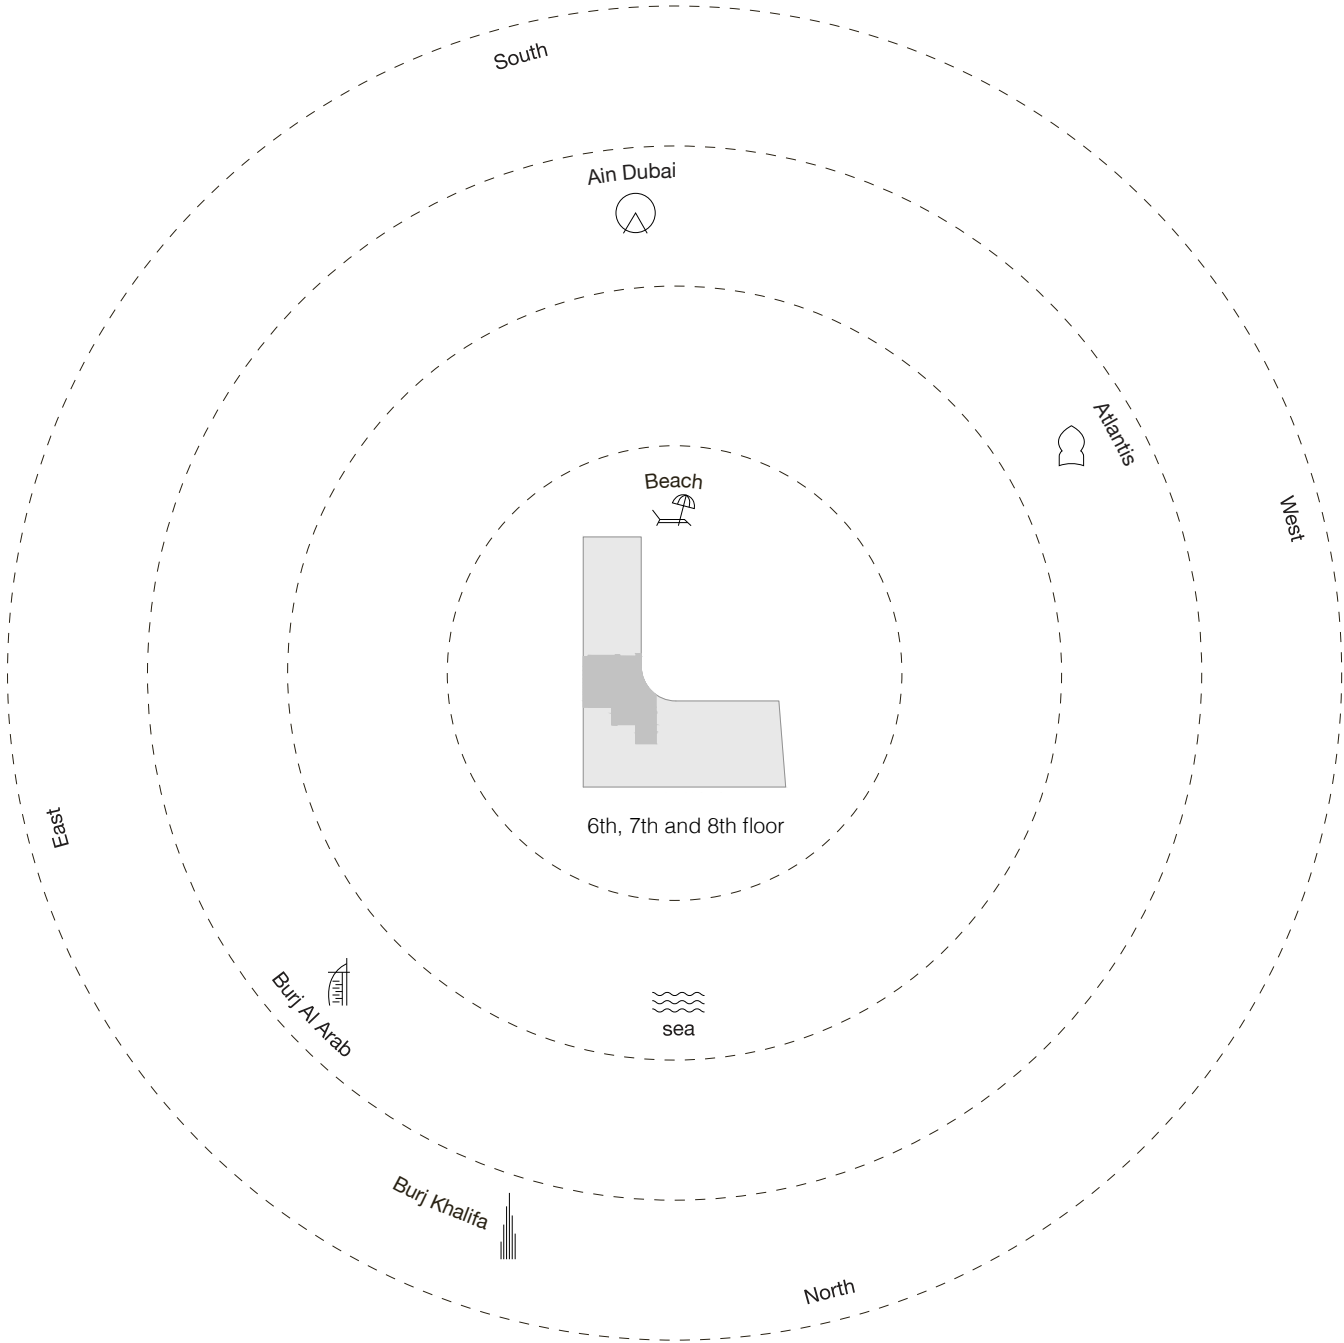 South
Ain Dubai
Atlantis
Beach
West
6th, 7th and 8th floor
East
Burj Al Arab
sea
Burj Khalifa
North